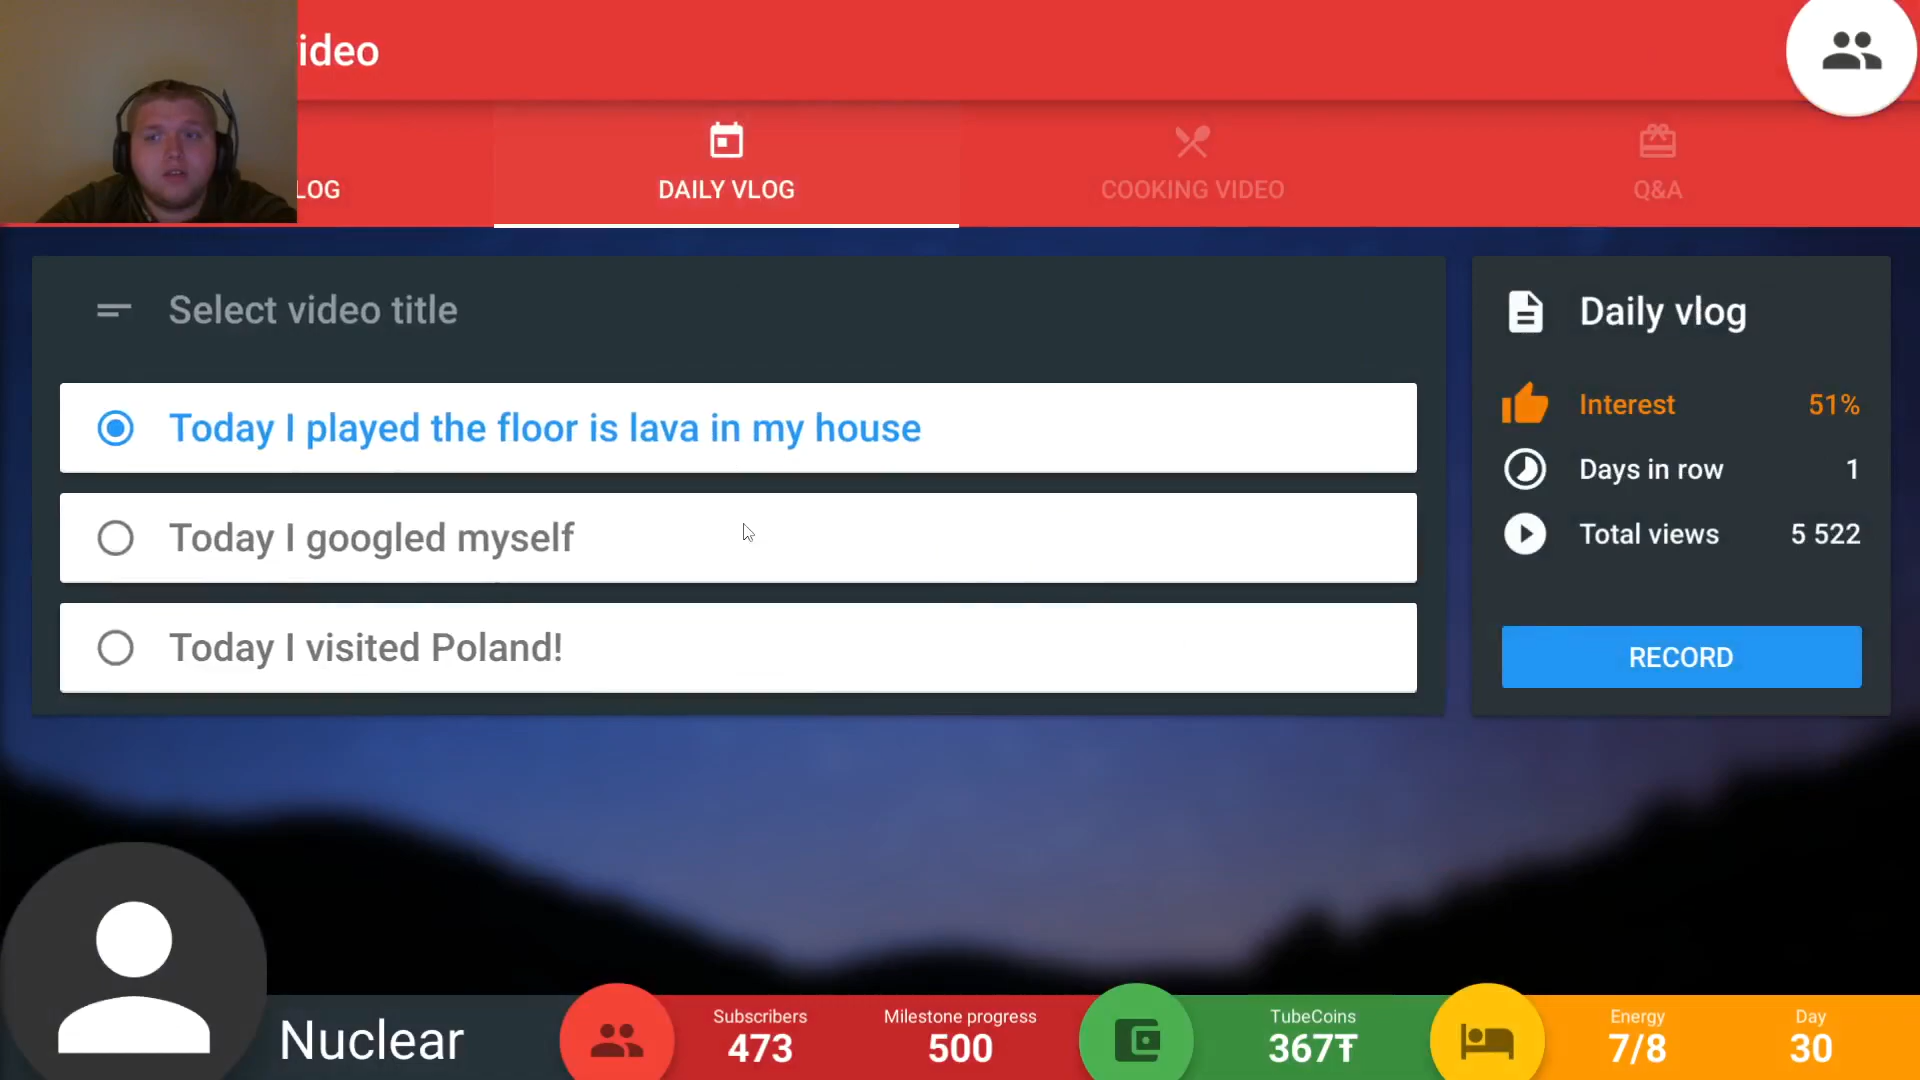 ideo
LOG
DAILY VLOG
COOKING VIDEO
Q&A
Select video title
Today I played the floor is lava in my house
Today I googled myself
Today I visited Poland!
Daily vlog
Interest 51%
Days in row 1
Total views 5 522
RECORD
Nuclear
Subscribers
473
Milestone progress
500
TubeCoins
367Ŧ
Energy
7/8
Day
30